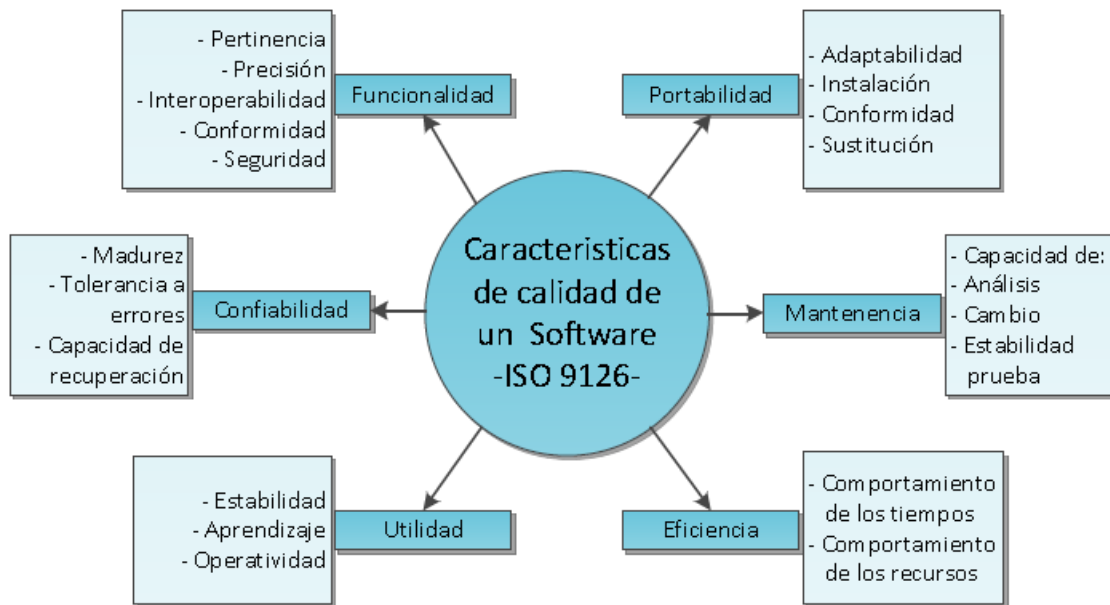 - Pertinencia
- Precisión
- Interoperabilidad
- Conformidad
- Seguridad
Funcionalidad
Portabilidad
- Adaptabilidad
- Instalación
- Conformidad
- Sustitución
- Madurez
- Tolerancia a
errores
- Capacidad de
recuperación
Confiabilidad
Caracteristicas
de calidad de
un Software
-ISO 9126-
Mantenencia
- Capacidad de:
- Análisis
- Cambio
- Estabilidad
prueba
- Estabilidad
- Aprendizaje
- Operatividad
Utilidad
Eficiencia
- Comportamiento
de los tiempos
- Comportamiento
de los recursos